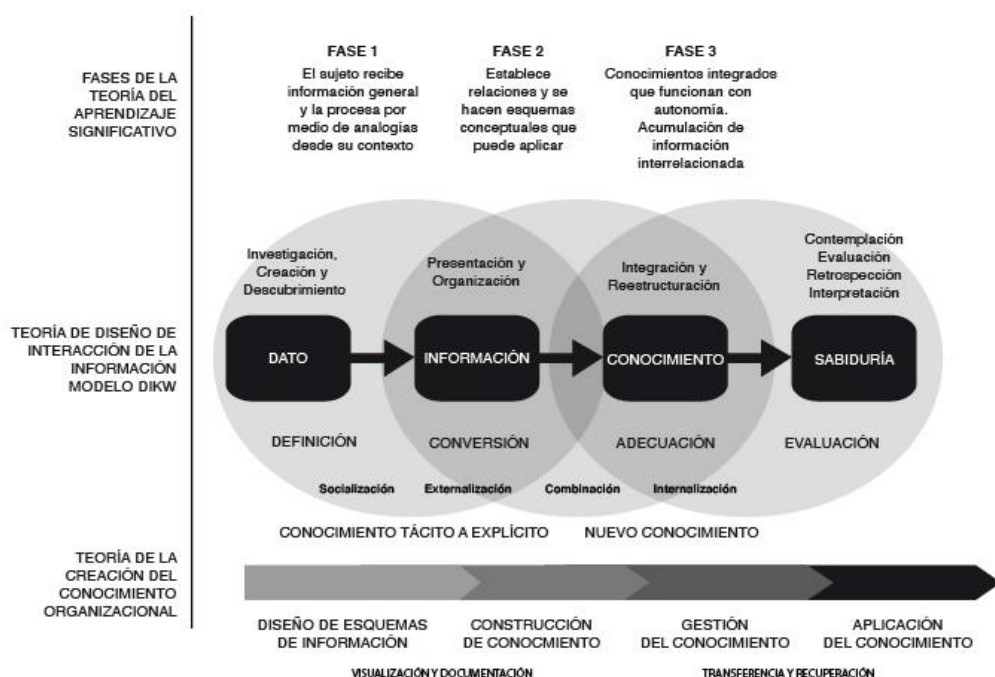 FASES DE LA
TEORÍA DEL
APRENDIZAJE
SIGNIFICATIVO
FASE 1
El sujeto recibe
información general
y la procesa por
medio de analogías
desde su contexto
FASE 2
Establece
relaciones y se
hacen esquemas
conceptuales que
puede aplicar
FASE 3
Conocimientos integrados
que funcionan con
autonomía.
Acumulación de
información
interrelacionada
TEORÍA DE DISEÑO DE
INTERACCIÓN DE LA
INFORMACIÓN
MODELO DIKW
Investigación,
Creación y
Descubrimiento
Presentación y
Organización
Integración y
Reestructuración
Contemplación
Evaluación
Retrospección
Interpretación
DATO
INFORMACIÓN
CONOCIMIENTO
SABIDURÍA
DEFINICIÓN
CONVERSIÓN
ADECUACIÓN
EVALUACIÓN
Socialización
Externalización
Combinación
Internalización
CONOCIMIENTO TÁCITO A EXPLÍCITO
NUEVO CONOCIMIENTO
TEORÍA DE LA
CREACIÓN DEL
CONOCIMIENTO
ORGANIZACIONAL
DISEÑO DE ESQUEMAS
DE INFORMACIÓN
CONSTRUCCIÓN
DE CONOCMIENTO
GESTIÓN
DEL CONOCIMIENTO
APLICACIÓN
DEL CONOCIMIENTO
VISUALIZACIÓN Y DOCUMENTACIÓN
TRANSFERENCIA Y RECUPERACIÓN